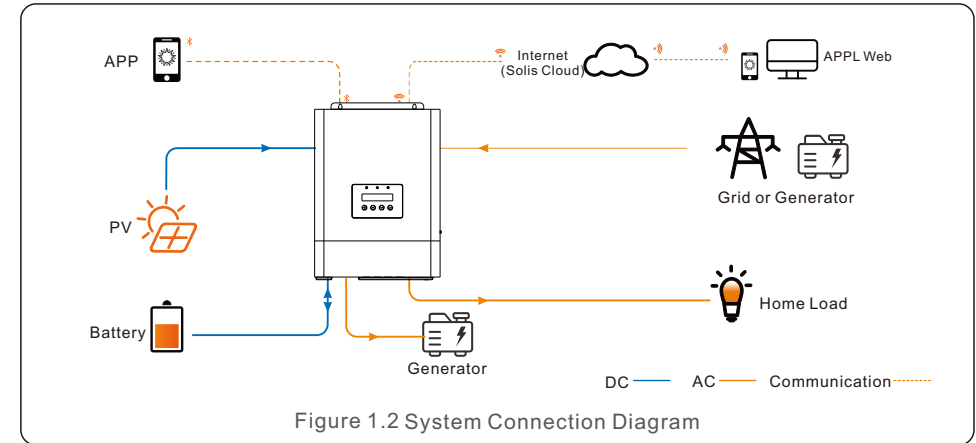 APP
Internet
(Solis Cloud)
APPL Web
Grid or Generator
PV
Home Load
Battery
Generator
DC
AC
Communication
Figure 1.2 System Connection Diagram